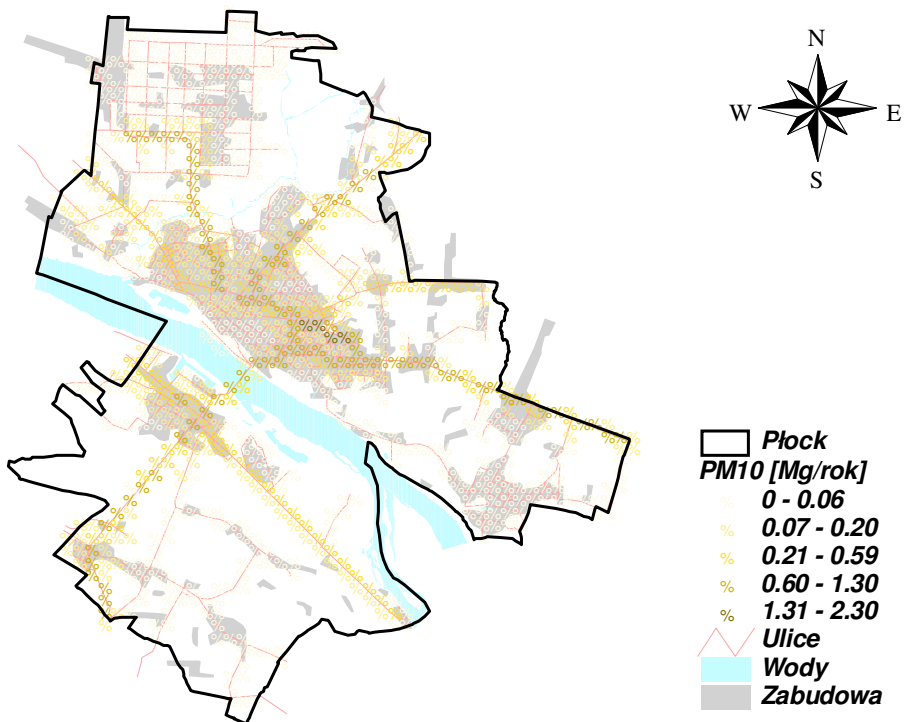 N
W E
S
Płock
PM10 [Mg/rok]
0 - 0.06
0.07 - 0.20
0.21 - 0.59
0.60 - 1.30
1.31 - 2.30
Ulice
Wody
Zabudowa